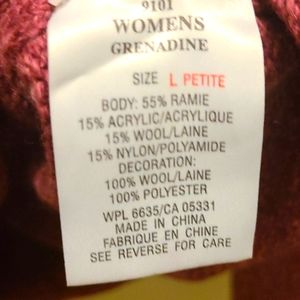 9101
WOMENS
GRENADINE
SIZE L PETITE
BODY: 55% RAMIE
15% ACRYLIC/ACRYLIQUE
15% WOOL/LAINE
15% NYLON/POLYAMIDE
DECORATION:
100% WOOL/LAINE
100% POLYESTER
WPL 6635/CA 05331
MADE IN CHINA
FABRIQUE EN CHINE
SEE REVERSE FOR CARE